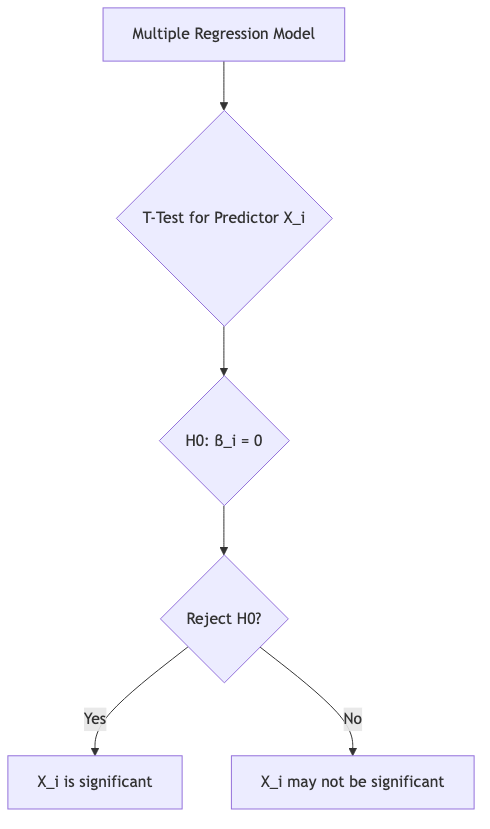 Multiple Regression Model
T-Test for Predictor X_i
H0: ß_i = 0
Reject H0?
Yes
No
X_i is significant
X_i may not be significant